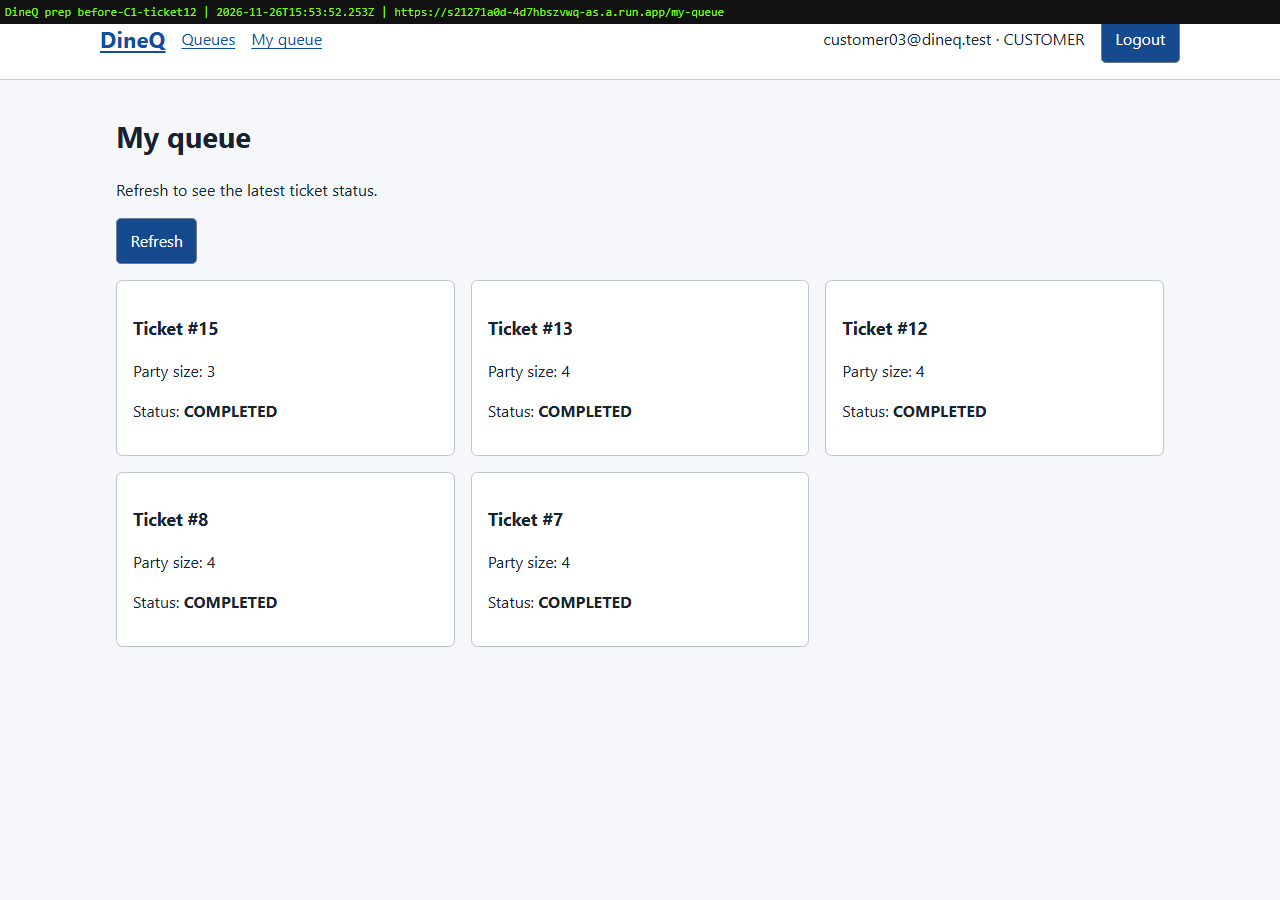 DineQ prep before-C1-ticket12 | 2026-11-26T15:53:52.253Z | https://s21271a0d-4d7hbszvwq-as.a.run.app/my-queue
DineQ Queues My queue customer03@dineq.test · CUSTOMER Logout
My queue
Refresh to see the latest ticket status.
Refresh
Ticket #15
Party size: 3
Status: COMPLETED
Ticket #13
Party size: 4
Status: COMPLETED
Ticket #12
Party size: 4
Status: COMPLETED
Ticket #8
Party size: 4
Status: COMPLETED
Ticket #7
Party size: 4
Status: COMPLETED